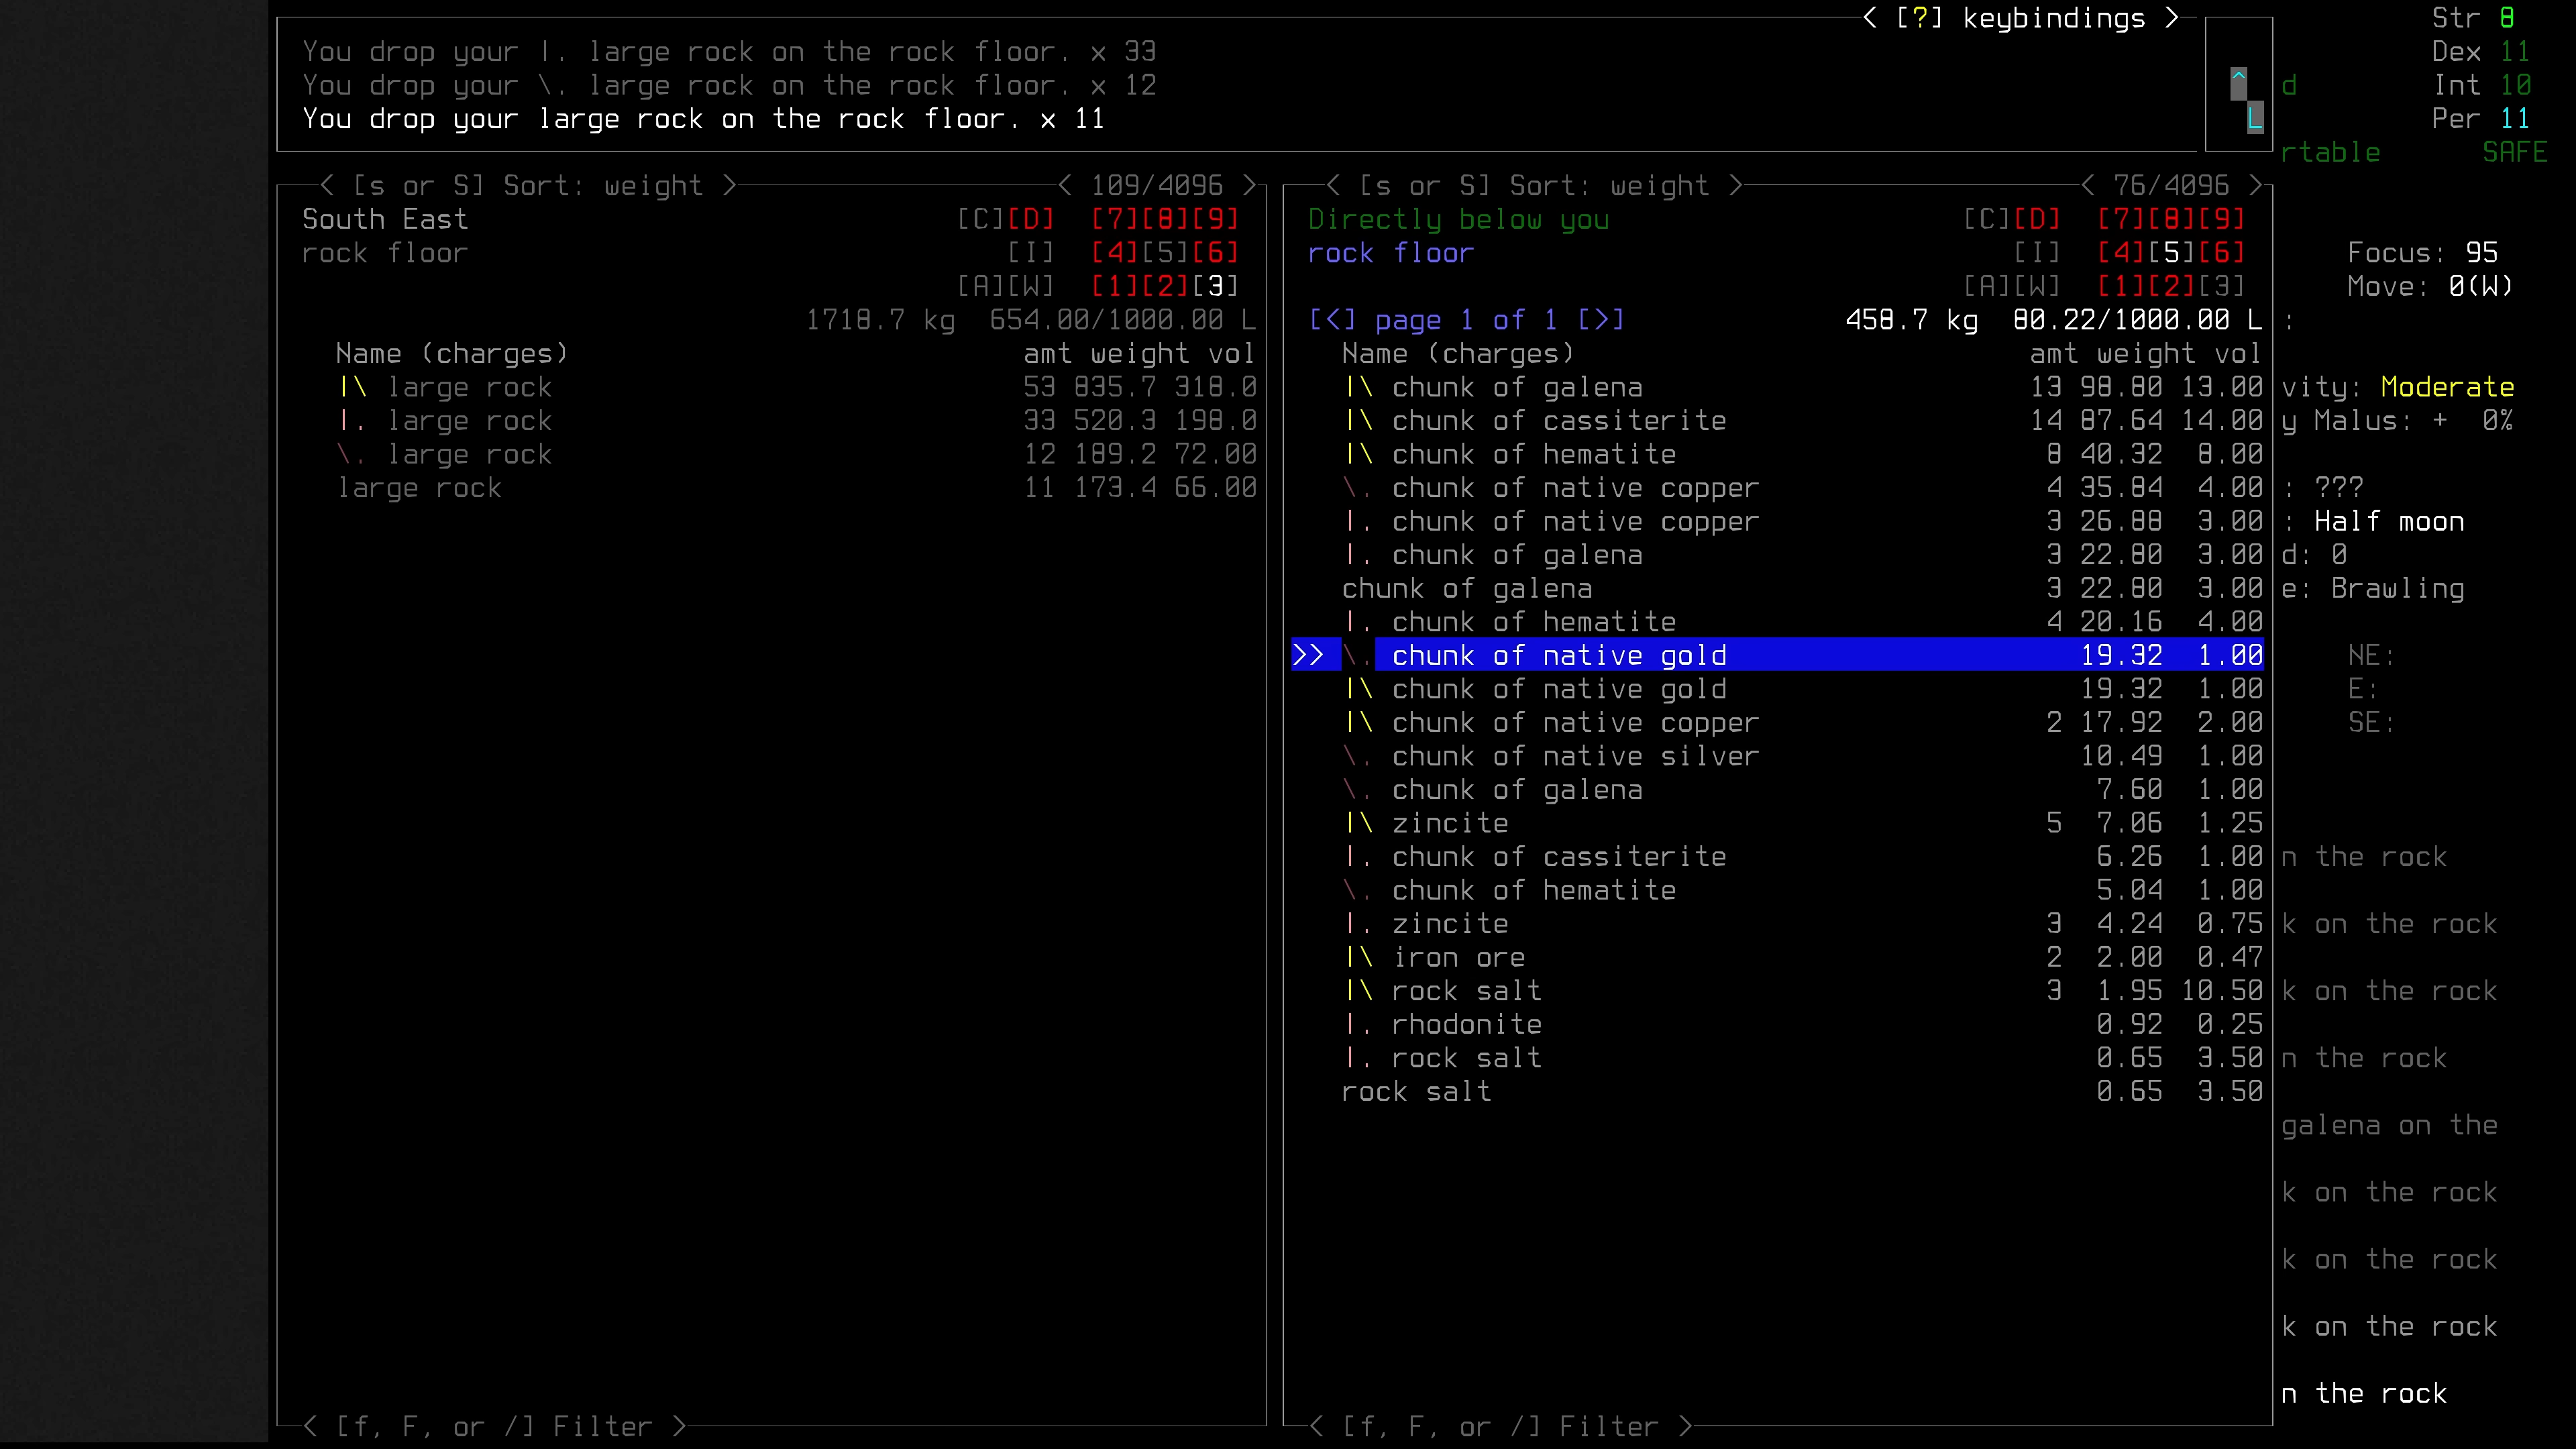 < [?] keybindings >
You drop your |. large rock on the rock floor. x 33
You drop your \. large rock on the rock floor. x 12
You drop your large rock on the rock floor. x 11
^
L
Str 8
d Dex 11
Int 10
Per 11
rtable SAFE
< [s or S] Sort: weight > < 109/4096 >
South East [C][D] [7][8][9]
rock floor [I] [4][5][6]
[A][W] [1][2][3]
1718.7 kg 654.00/1000.00 L
Name (charges) amt weight vol
|\ large rock 53 835.7 318.0
|. large rock 33 520.3 198.0
\. large rock 12 189.2 72.00
large rock 11 173.4 66.00
< [f, F, or /] Filter >
< [s or S] Sort: weight > < 76/4096 >
Directly below you [C][D] [7][8][9]
rock floor [I] [4][5][6]
[A][W] [1][2][3]
[<] page 1 of 1 [>] 458.7 kg 80.22/1000.00 L
Name (charges) amt weight vol
|\ chunk of galena 13 98.80 13.00
|\ chunk of cassiterite 14 87.64 14.00
|\ chunk of hematite 8 40.32 8.00
\. chunk of native copper 4 35.84 4.00
|. chunk of native copper 3 26.88 3.00
|. chunk of galena 3 22.80 3.00
chunk of galena 3 22.80 3.00
|. chunk of hematite 4 20.16 4.00
>> \. chunk of native gold 19.32 1.00
|\ chunk of native gold 19.32 1.00
|\ chunk of native copper 2 17.92 2.00
\. chunk of native silver 10.49 1.00
\. chunk of galena 7.60 1.00
|\ zincite 5 7.06 1.25
|. chunk of cassiterite 6.26 1.00
\. chunk of hematite 5.04 1.00
|. zincite 3 4.24 0.75
|\ iron ore 2 2.00 0.47
|\ rock salt 3 1.95 10.50
|. rhodonite 0.92 0.25
|. rock salt 0.65 3.50
rock salt 0.65 3.50
< [f, F, or /] Filter >
Focus: 95
Move: 0(W)
:
vity: Moderate
y Malus: + 0%
: ???
: Half moon
d: 0
e: Brawling
NE:
E:
SE:
n the rock
k on the rock
k on the rock
n the rock
galena on the
k on the rock
k on the rock
k on the rock
n the rock